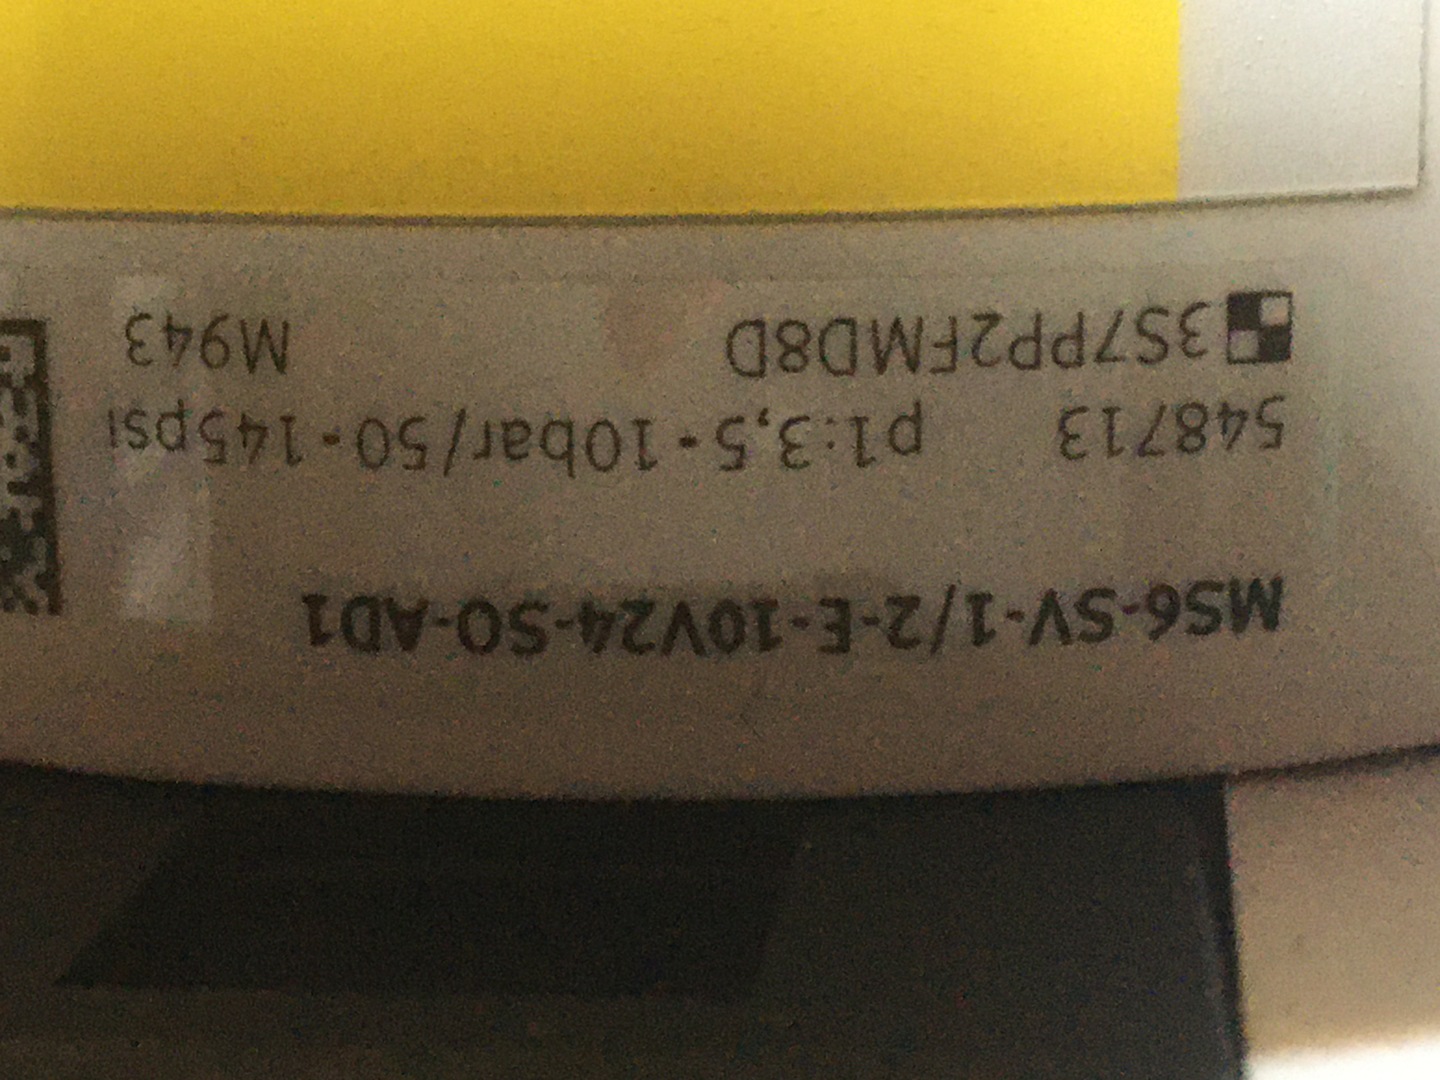 MS6-SV-1/2-E-10V24-SO-AD1
548713 p1:3,5-10bar/50-145psi
3S7PP2FMD8D M943